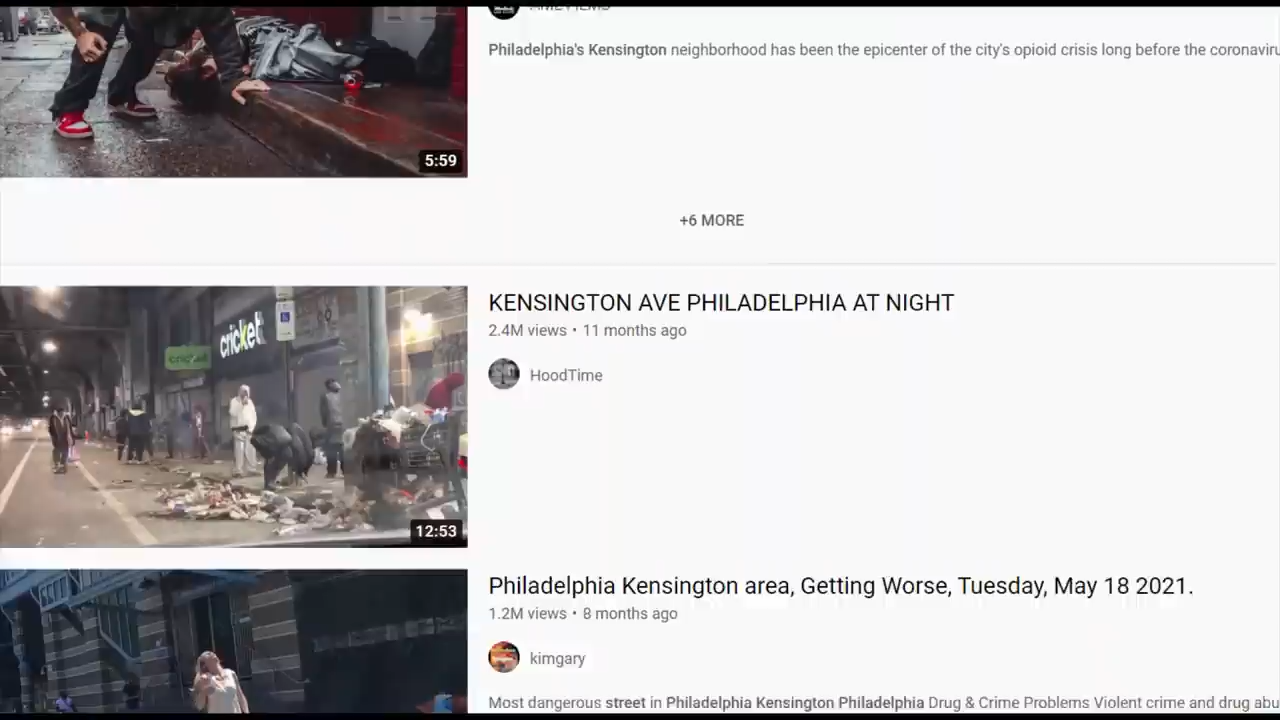 Philadelphia's Kensington neighborhood has been the epicenter of the city's opioid crisis long before the
5:59
+6 MORE
cricket
cricket
KENSINGTON AVE PHILADELPHIA AT NIGHT
2.4M views • 11 months ago
HoodTime
12:53
Philadelphia Kensington area, Getting Worse, Tuesday, May 18 2021.
1.2M views • 8 months ago
kimgary
Most dangerous street in Philadelphia Kensington Philadelphia Drug & Crime Problems Violent crime and drug